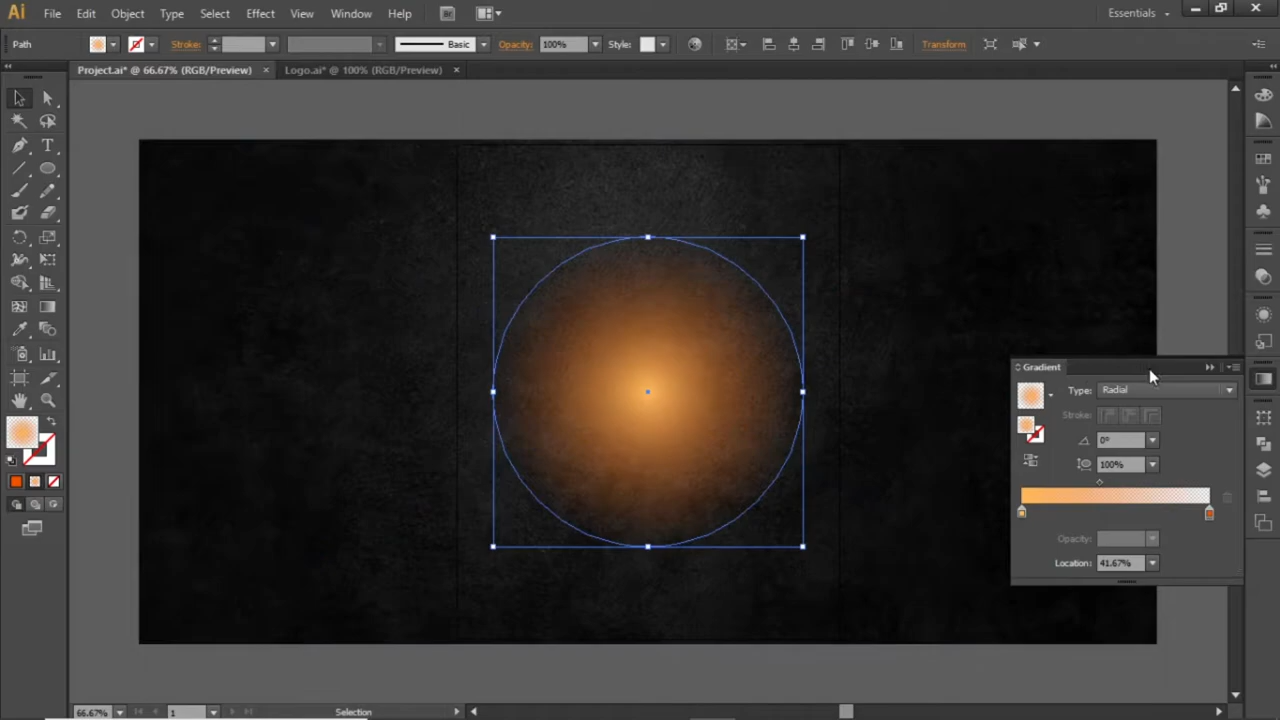 Ai File Edit Object Type Select Effect View Window Help Br Essentials
Path Stroke: Basic Opacity: 100% Style: Transform
Project.ai* @ 66.67% (RGB/Preview) × Logo.ai* @ 100% (RGB/Preview) ×
Gradient
Type: Radial
Stroke:
0°
100%
Opacity:
Location: 41.67%
66.67% 1 Selection